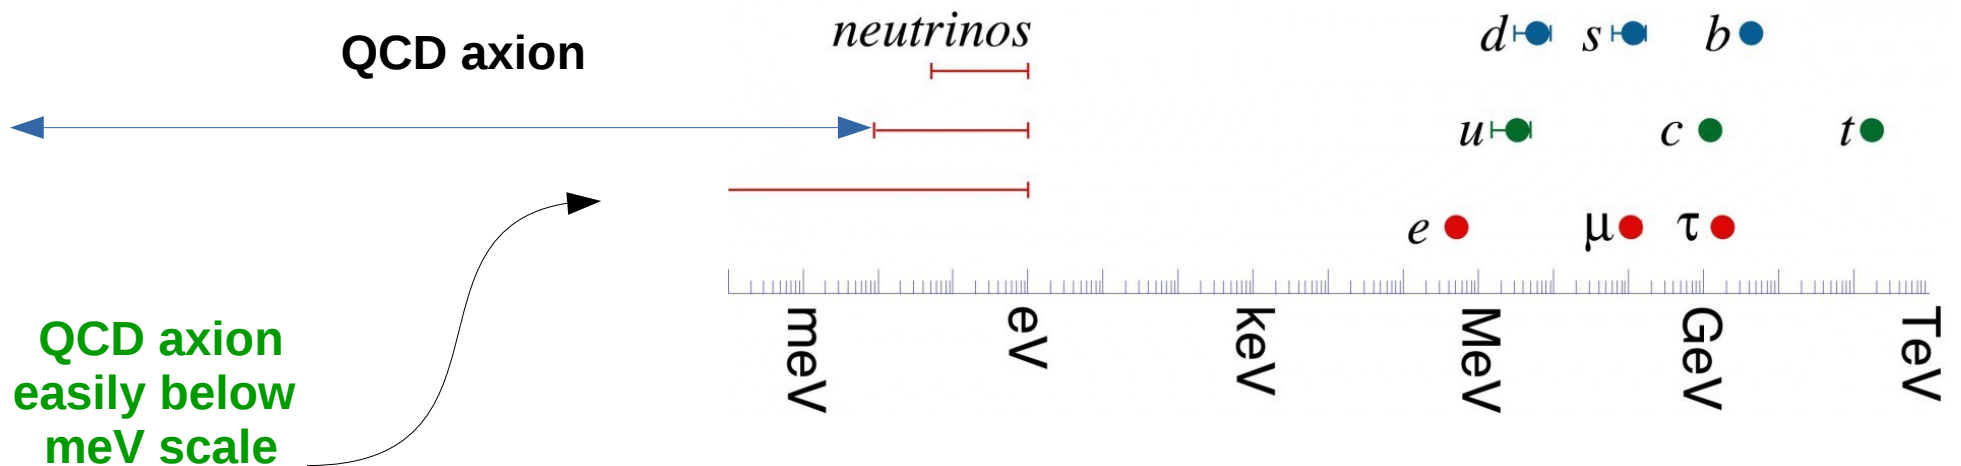 QCD axion
neutrinos
d s b
u c t
e μ τ
meV eV keV MeV GeV TeV
QCD axion
easily below
meV scale